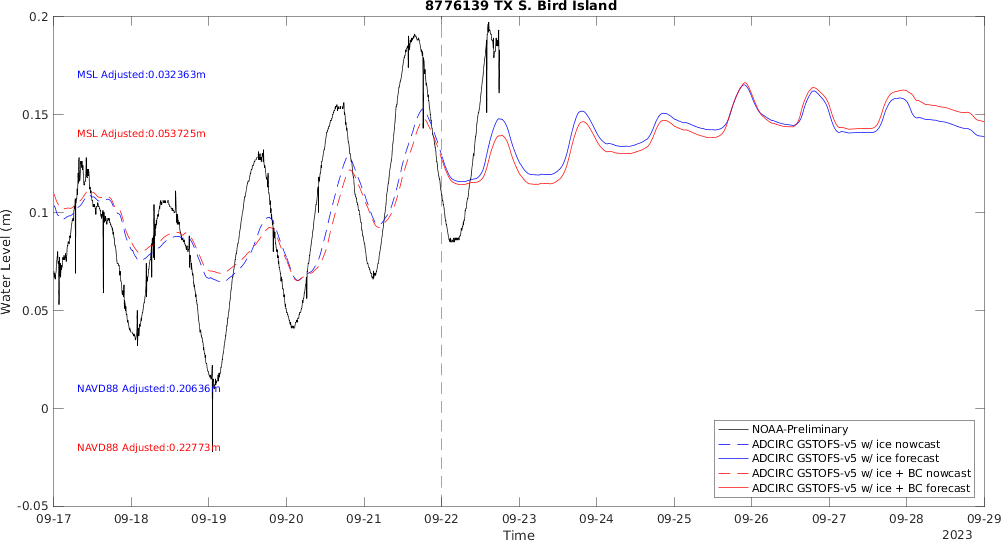 8776139 TX S. Bird Island
0.2
0.15
0.1
0.05
0
-0.05
Water Level (m)
MSL Adjusted:0.032363m
MSL Adjusted:0.053725m
NAVD88 Adjusted:0.20636m
NAVD88 Adjusted:0.22773m
NOAA-Preliminary
ADCIRC GSTOFS-v5 w/ ice nowcast
ADCIRC GSTOFS-v5 w/ ice forecast
ADCIRC GSTOFS-v5 w/ ice + BC nowcast
ADCIRC GSTOFS-v5 w/ ice + BC forecast
09-17 09-18 09-19 09-20 09-21 09-22 09-23 09-24 09-25 09-26 09-27 09-28 09-29
Time
2023